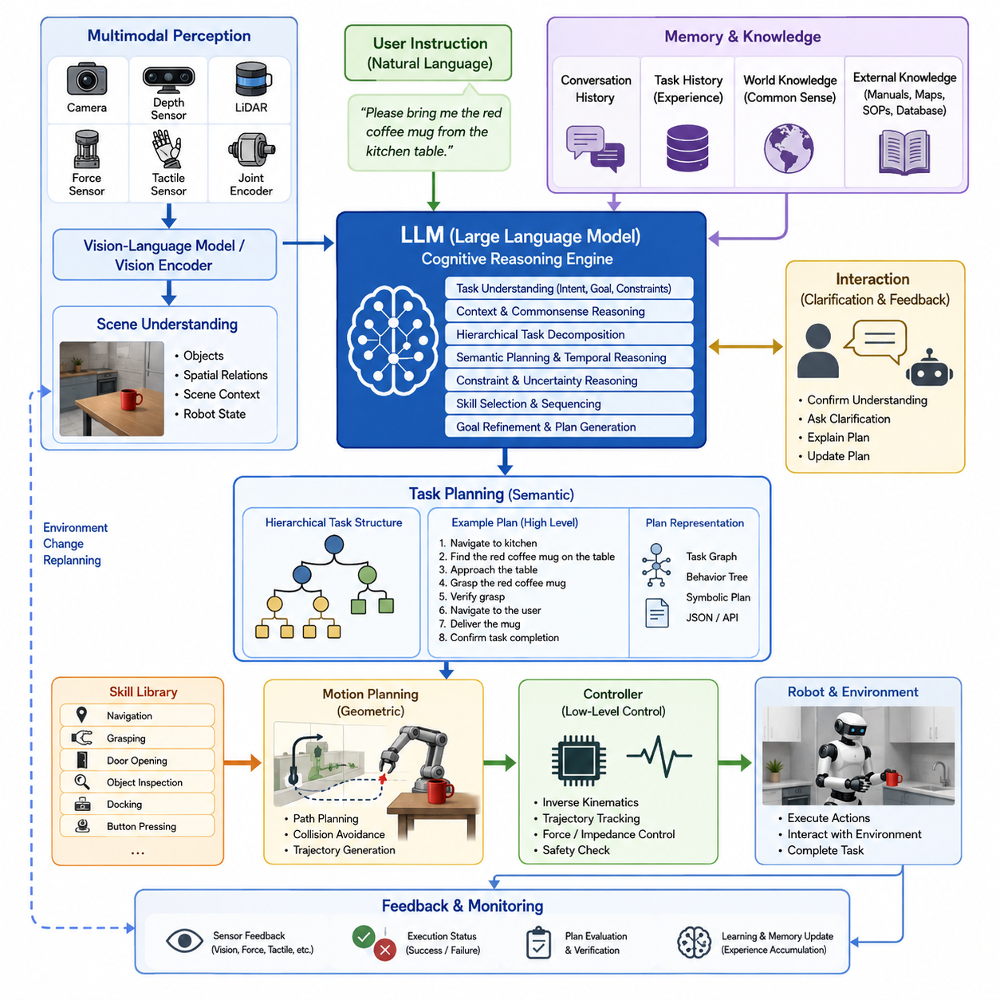 Multimodal Perception
Camera
Depth
Sensor
LiDAR
Force
Sensor
Tactile
Sensor
Joint
Encoder
Vision-Language Model /
Vision Encoder
Scene Understanding
• Objects
• Spatial Relations
• Scene Context
• Robot State
User Instruction
(Natural Language)
“Please bring me the red
coffee mug from the
kitchen table.”
Memory & Knowledge
Conversation
History
Task History
(Experience)
World Knowledge
(Common Sense)
External Knowledge
(Manuals, Maps,
SOPs, Database)
LLM (Large Language Model)
Cognitive Reasoning Engine
Task Understanding (Intent, Goal, Constraints)
Context & Commonsense Reasoning
Hierarchical Task Decomposition
Semantic Planning & Temporal Reasoning
Constraint & Uncertainty Reasoning
Skill Selection & Sequencing
Goal Refinement & Plan Generation
Interaction
(Clarification & Feedback)
• Confirm Understanding
• Ask Clarification
• Explain Plan
• Update Plan
Environment
Change
Replanning
Task Planning (Semantic)
Hierarchical Task Structure
Example Plan (High Level)
1. Navigate to kitchen
2. Find the red coffee mug on the table
3. Approach the table
4. Grasp the red coffee mug
5. Verify grasp
6. Navigate to the user
7. Deliver the mug
8. Confirm task completion
Plan Representation
Task Graph
Behavior Tree
Symbolic Plan
JSON / API
Skill Library
Navigation
Grasping
Door Opening
Object Inspection
Docking
Button Pressing
...
Motion Planning
(Geometric)
• Path Planning
• Collision Avoidance
• Trajectory Generation
Controller
(Low-Level Control)
• Inverse Kinematics
• Trajectory Tracking
• Force / Impedance Control
• Safety Check
Robot & Environment
• Execute Actions
• Interact with Environment
• Complete Task
Feedback & Monitoring
Sensor Feedback
(Vision, Force, Tactile, etc.)
Execution Status
(Success / Failure)
Plan Evaluation
& Verification
Learning & Memory Update
(Experience Accumulation)